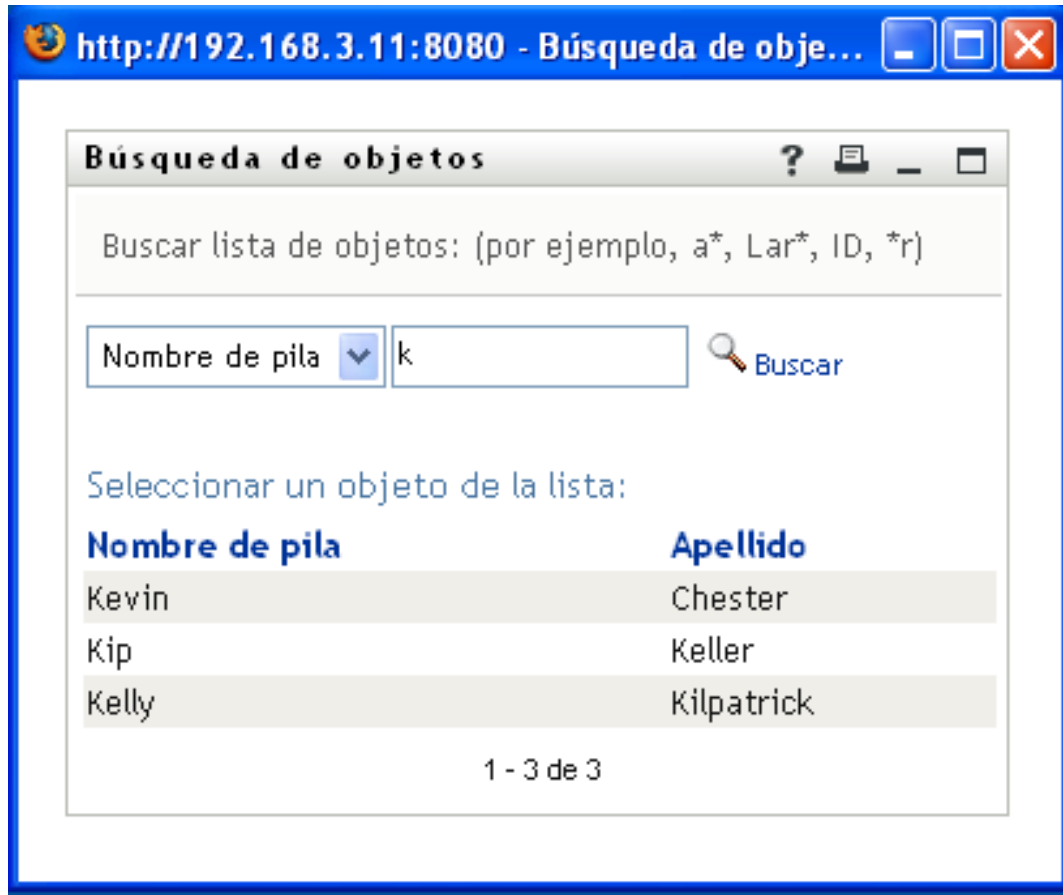 http://192.168.3.11:8080 - Búsqueda de obje...
Búsqueda de objetos ?
Buscar lista de objetos: (por ejemplo, a*, Lar*, ID, *r)
Nombre de pila k Buscar
Seleccionar un objeto de la lista:
Nombre de pila Apellido
Kevin Chester
Kip Keller
Kelly Kilpatrick
1 - 3 de 3